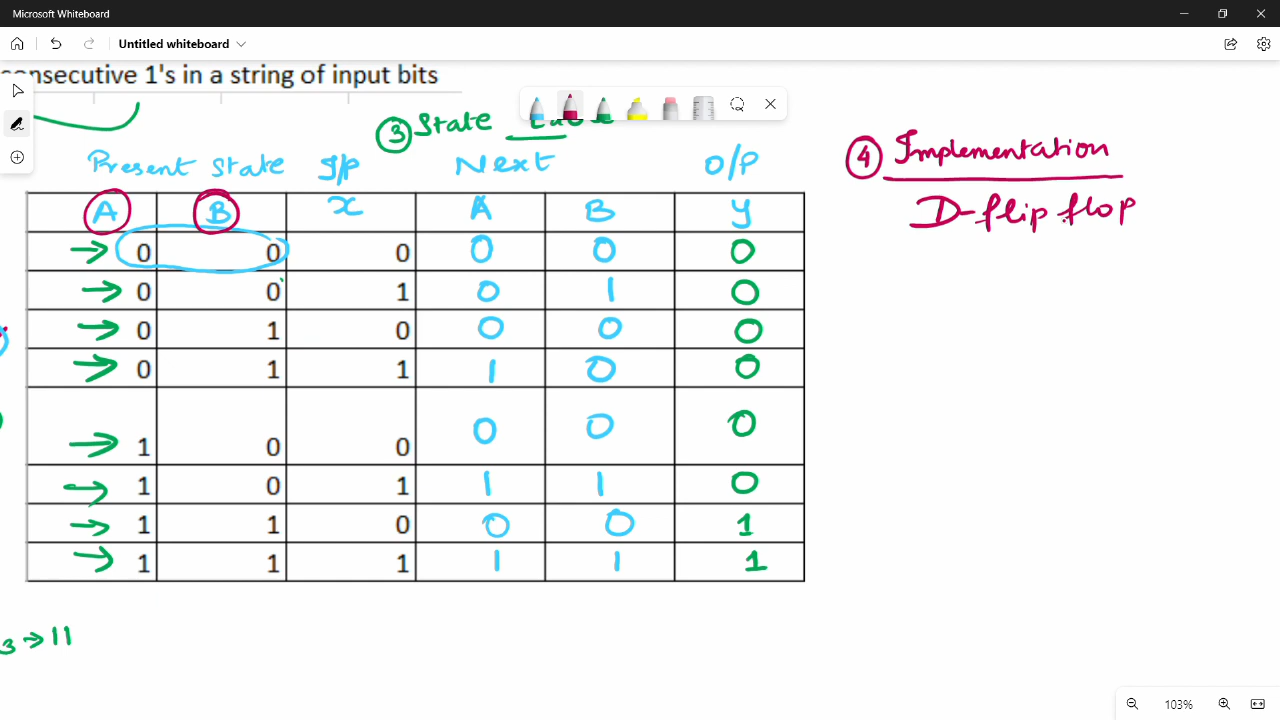 Microsoft Whiteboard
Untitled whiteboard
consecutive 1's in a string of input bits
③ State Table
Present State I/p Next O/P
A B x A B y
→ 0 0 0 0 0 0
→ 0 0 1 0 1 0
→ 0 1 0 0 0 0
→ 0 1 1 1 0 0
→ 1 0 0 0 0 0
→ 1 0 1 1 1 0
→ 1 1 0 0 0 1
→ 1 1 1 1 1 1
3 → 11
④ Implementation
D-flip flop
103%